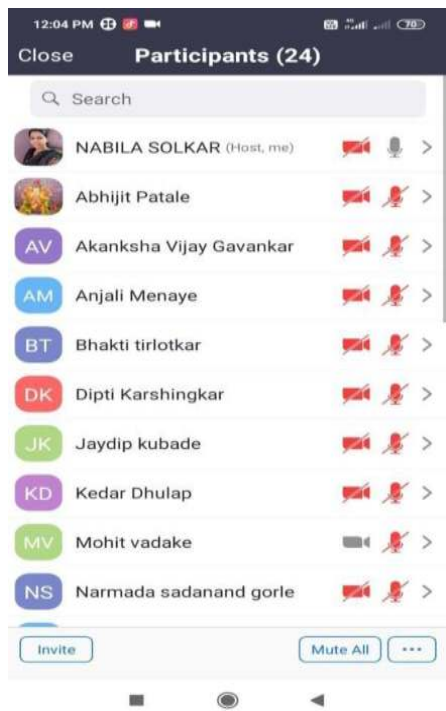 12:04 PM 70
Close Participants (24)
Search
NABILA SOLKAR (Host, me)
Abhijit Patale
AV Akanksha Vijay Gavankar
AM Anjali Menaye
BT Bhakti tirlotkar
DK Dipti Karshingkar
JK Jaydip kubade
KD Kedar Dhulap
MV Mohit vadake
NS Narmada sadanand gorle
Invite Mute All ...